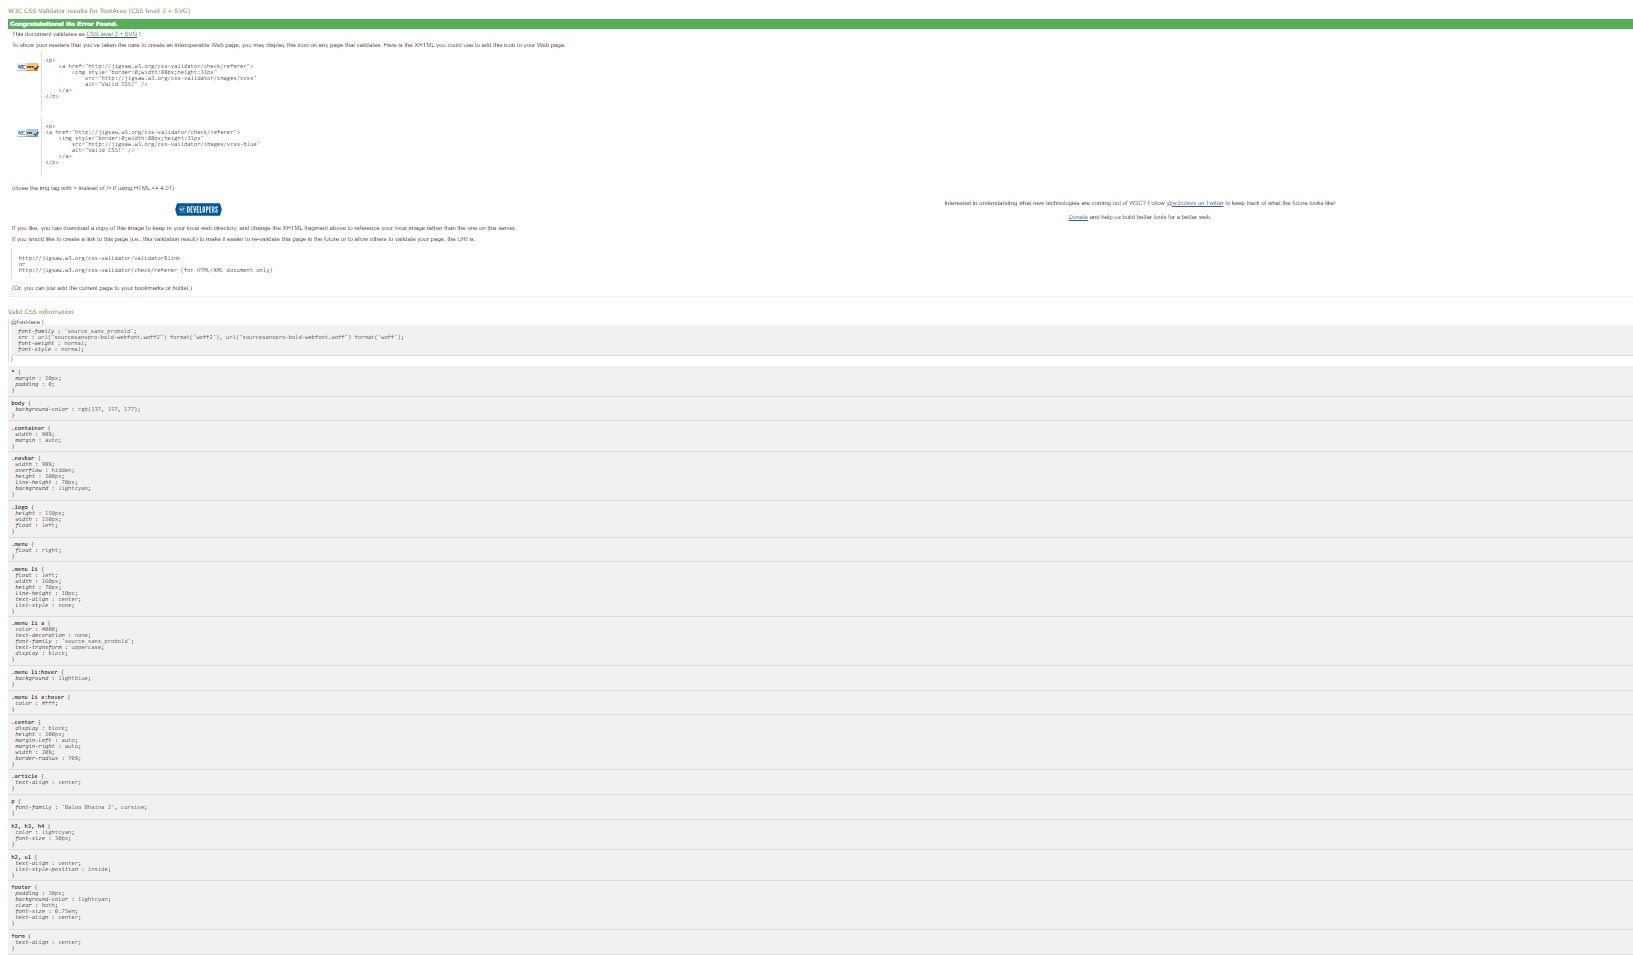 W3C CSS Validator results for TextArea (CSS level 3 + SVG)
Congratulations! No Error Found.
This document validates as CSS level 3 + SVG !
To show your readers that you've taken the care to create an interoperable Web page, you may display this icon on any page that validates. Here is the XHTML you could use to add this icon to your Web page:
<p>
<a href="http://jigsaw.w3.org/css-validator/check/referer">
<img style="border:0;width:88px;height:31px"
src="http://jigsaw.w3.org/css-validator/images/vcss"
alt="Valid CSS!" />
</a>
</p>
<p>
<a href="http://jigsaw.w3.org/css-validator/check/referer">
<img style="border:0;width:88px;height:31px"
src="http://jigsaw.w3.org/css-validator/images/vcss-blue"
alt="Valid CSS!" />
</a>
</p>
(close the img tag with > instead of /> if using HTML <= 4.01)
W3C DEVELOPERS
Interested in understanding what new technologies are coming out of W3C? Follow @w3cdevs on Twitter to keep track of what the future looks like!
Donate and help us build better tools for a better web.
If you like, you can download a copy of this image to keep in your local web directory, and change the XHTML fragment above to reference your local image rather than the one on this server.
If you would like to create a link to this page (i.e., this validation result) to make it easier to re-validate this page in the future or to allow others to validate your page, the URI is:
http://jigsaw.w3.org/css-validator/validator$link
or
http://jigsaw.w3.org/css-validator/check/referer (for HTML/XML document only)
(Or, you can just add the current page to your bookmarks or hotlist.)
Valid CSS information
@font-face {
font-family : 'source_sans_probold';
src : url("sourcesanspro-bold-webfont.woff2") format('woff2'), url("sourcesanspro-bold-webfont.woff") format('woff');
font-weight : normal;
font-style : normal;
}
* {
margin : 20px;
padding : 0;
}
body {
background-color : rgb(137, 157, 177);
}
.container {
width : 90%;
margin : auto;
}
.navbar {
width : 98%;
overflow : hidden;
height : 200px;
line-height : 70px;
background : lightcyan;
}
.logo {
height : 150px;
width : 150px;
float : left;
}
.menu {
float : right;
}
.menu li {
float : left;
width : 160px;
height : 70px;
line-height : 10px;
text-align : center;
list-style : none;
}
.menu li a {
color : #000;
text-decoration : none;
font-family : 'source_sans_probold';
text-transform : uppercase;
display : block;
}
.menu li:hover {
background : lightblue;
}
.menu li a:hover {
color : #fff;
}
.center {
display : block;
height : 200px;
margin-left : auto;
margin-right : auto;
width : 20%;
border-radius : 70%;
}
.article {
text-align : center;
}
p {
font-family : 'Baloo Bhaina 2', cursive;
}
h2, h3, h4 {
color : lightcyan;
font-size : 30px;
}
h2, ul {
text-align : center;
list-style-position : inside;
}
footer {
padding : 10px;
background-color : lightcyan;
clear : both;
font-size : 0.75em;
text-align : center;
}
form {
text-align : center;
}